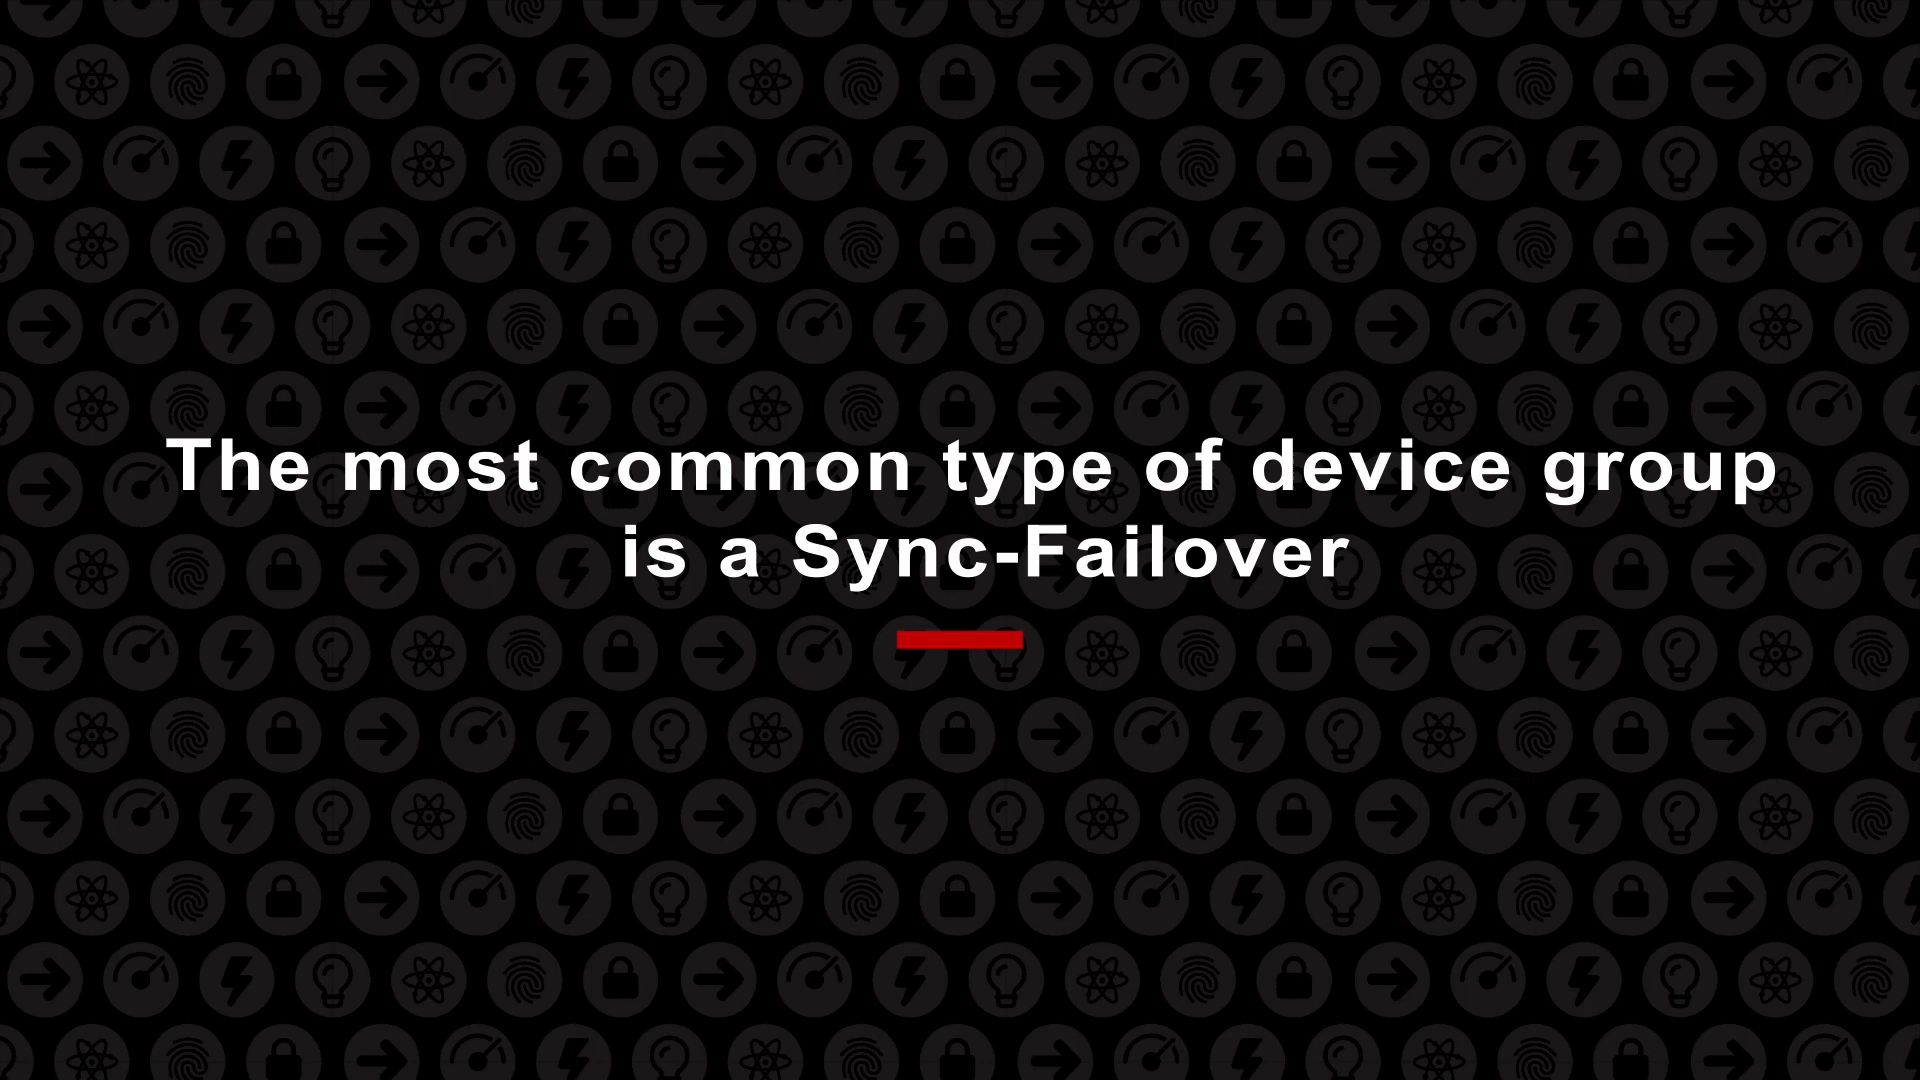 The most common type of device group
is a Sync-Failover